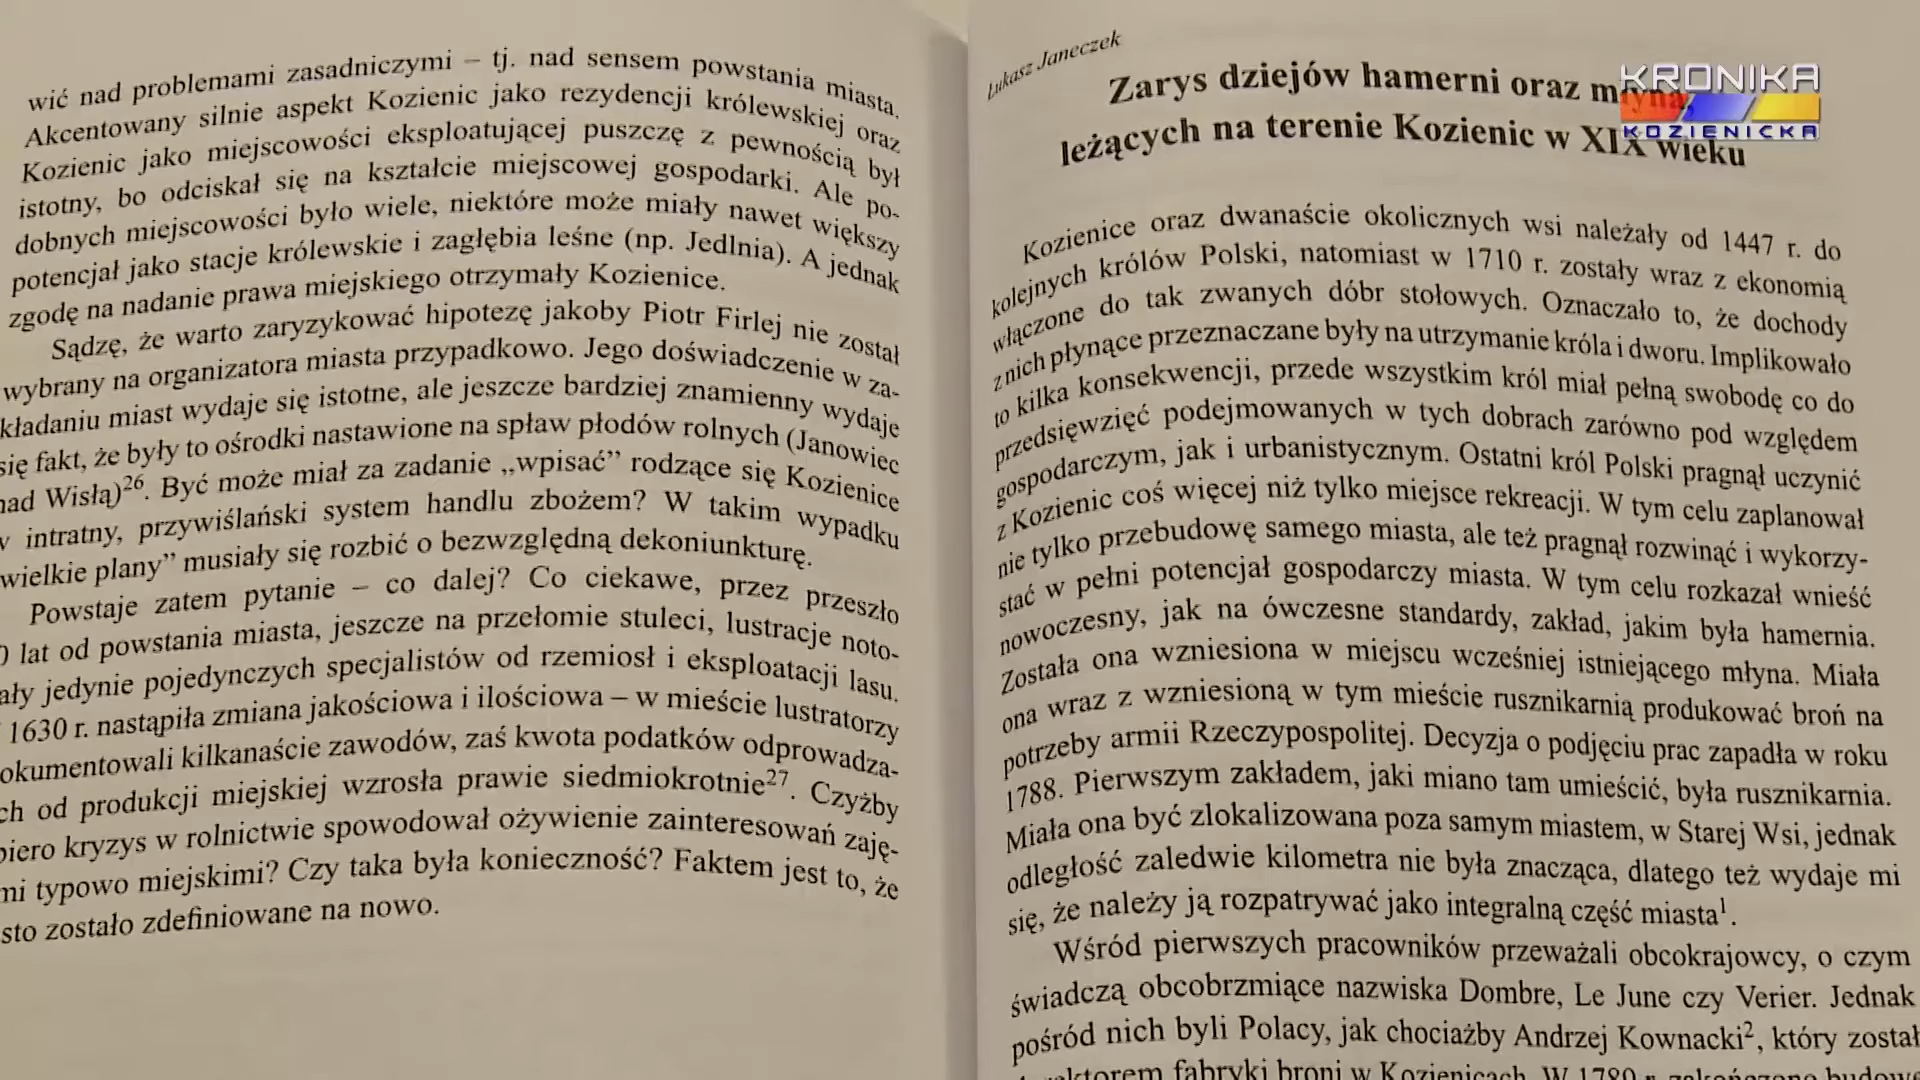 wić nad problemami zasadniczymi – tj. nad sensem powstania miasta.
Akcentowany silnie aspekt Kozienic jako rezydencji królewskiej oraz
Kozienic jako miejscowości eksploatującej puszczę z pewnością był
istotny, bo odciskał się na kształcie miejscowej gospodarki. Ale po-
dobnych miejscowości było wiele, niektóre może miały nawet większy
potencjał jako stacje królewskie i zagłębia leśne (np. Jedlnia). A jednak
zgodę na nadanie prawa miejskiego otrzymały Kozienice.
Sądzę, że warto zaryzykować hipotezę jakoby Piotr Firlej nie został
wybrany na organizatora miasta przypadkowo. Jego doświadczenie w za-
kładaniu miast wydaje się istotne, ale jeszcze bardziej znamienny wydaje
się fakt, że były to ośrodki nastawione na spław płodów rolnych (Janowiec
nad Wisłą)26. Być może miał za zadanie „wpisać” rodzące się Kozienice
w intratny, przywiślański system handlu zbożem? W takim wypadku
wielkie plany” musiały się rozbić o bezwzględną dekoniunkturę.
Powstaje zatem pytanie – co dalej? Co ciekawe, przez przeszło
0 lat od powstania miasta, jeszcze na przełomie stuleci, lustracje noto-
ały jedynie pojedynczych specjalistów od rzemiosł i eksploatacji lasu.
1630 r. nastąpiła zmiana jakościowa i ilościowa – w mieście lustratorzy
okumentowali kilkanaście zawodów, zaś kwota podatków odprowadza-
ch od produkcji miejskiej wzrosła prawie siedmiokrotnie27. Czyżby
piero kryzys w rolnictwie spowodował ożywienie zainteresowań zaję-
mi typowo miejskimi? Czy taka była konieczność? Faktem jest to, że
sto zostało zdefiniowane na nowo.
Łukasz Janeczek
Zarys dziejów hamerni oraz młyna,
leżących na terenie Kozienic w XIX wieku
KRONIKA
KOZIENICKA
Kozienice oraz dwanaście okolicznych wsi należały od 1447 r. do
kolejnych królów Polski, natomiast w 1710 r. zostały wraz z ekonomią
włączone do tak zwanych dóbr stołowych. Oznaczało to, że dochody
z nich płynące przeznaczane były na utrzymanie króla i dworu. Implikowało
to kilka konsekwencji, przede wszystkim król miał pełną swobodę co do
przedsięwzięć podejmowanych w tych dobrach zarówno pod względem
gospodarczym, jak i urbanistycznym. Ostatni król Polski pragnął uczynić
z Kozienic coś więcej niż tylko miejsce rekreacji. W tym celu zaplanował
nie tylko przebudowę samego miasta, ale też pragnął rozwinąć i wykorzy-
stać w pełni potencjał gospodarczy miasta. W tym celu rozkazał wnieść
nowoczesny, jak na ówczesne standardy, zakład, jakim była hamernia.
Została ona wzniesiona w miejscu wcześniej istniejącego młyna. Miała
ona wraz z wzniesioną w tym mieście rusznikarnią produkować broń na
potrzeby armii Rzeczypospolitej. Decyzja o podjęciu prac zapadła w roku
1788. Pierwszym zakładem, jaki miano tam umieścić, była rusznikarnia.
Miała ona być zlokalizowana poza samym miastem, w Starej Wsi, jednak
odległość zaledwie kilometra nie była znacząca, dlatego też wydaje mi
się, że należy ją rozpatrywać jako integralną część miasta1.
Wśród pierwszych pracowników przeważali obcokrajowcy, o czym
świadczą obcobrzmiące nazwiska Dombre, Le June czy Verier. Jednak
pośród nich byli Polacy, jak chociażby Andrzej Kownacki2, który został
fabryki broni w Kozienicach. W 1789 r. zakończono